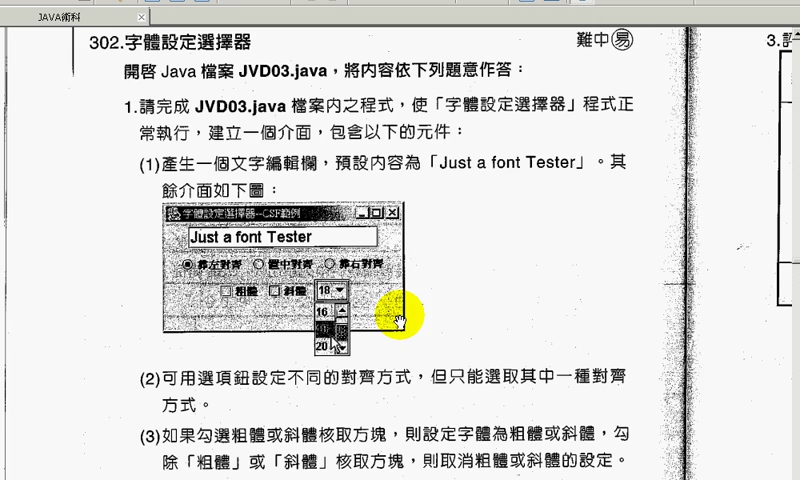 JAVA術科
302.字體設定選擇器
難中易
3.
開啓 Java 檔案 JVD03.java，將內容依下列題意作答：
1.請完成 JVD03.java 檔案內之程式，使「字體設定選擇器」程式正
常執行，建立一個介面，包含以下的元件：
(1)產生一個文字編輯欄，預設內容為「Just a font Tester」。其
餘介面如下圖：
字體設定選擇器--CSF範例
Just a font Tester
靠左對齊 置中對齊 靠右對齊
粗體 斜體 18
16
20
(2)可用選項鈕設定不同的對齊方式，但只能選取其中一種對齊
方式。
(3)如果勾選粗體或斜體核取方塊，則設定字體為粗體或斜體，勾
除「粗體」或「斜體」核取方塊，則取消粗體或斜體的設定。